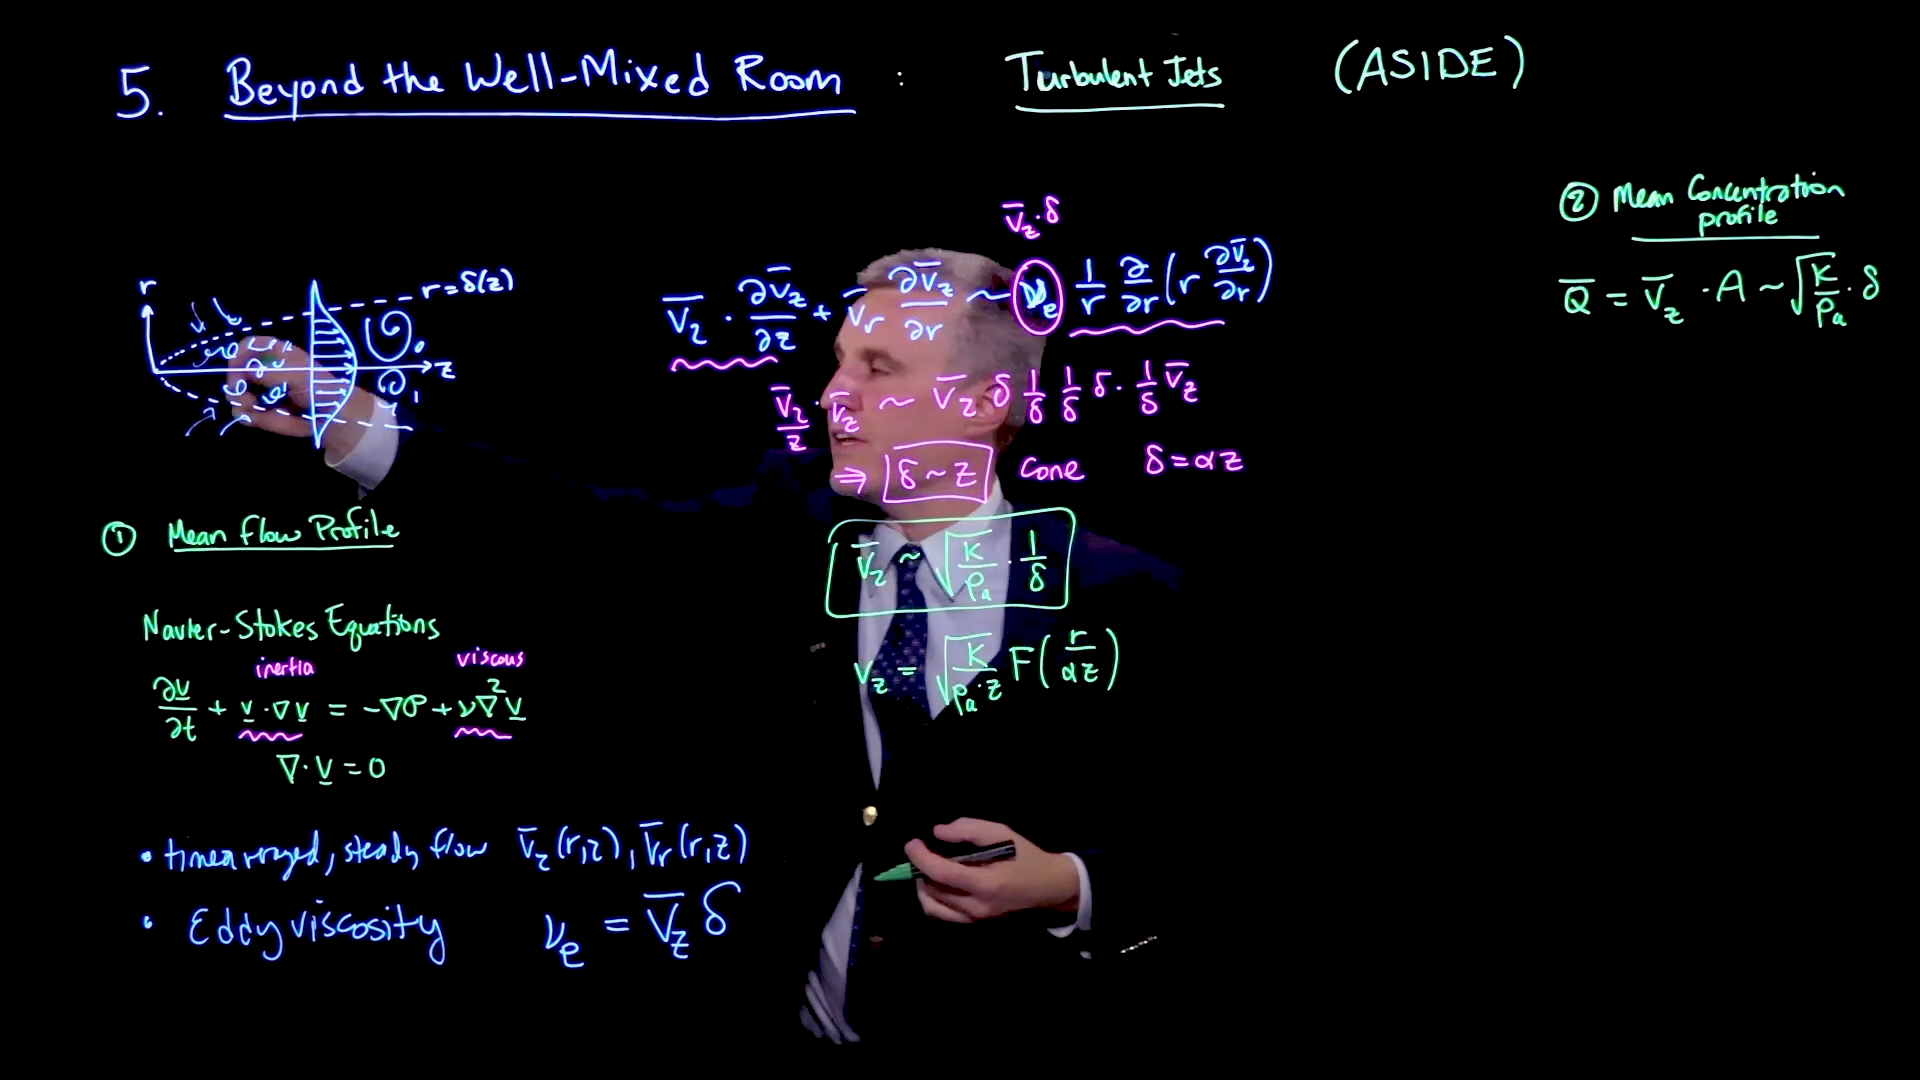 5. Beyond the Well-Mixed Room : Turbulent Jets (ASIDE)
r
r=δ(z)
z
① Mean Flow Profile
Navier-Stokes Equations
inertia viscous
∂v/∂t + v·∇v = -∇P + ν∇²v
∇·v = 0
• timeaveraged, steady flow v̄z(r,z), v̄r(r,z)
• Eddy viscosity νe = v̄z δ
v̄z·δ
v̄z · ∂v̄z/∂z + v̄r ∂v̄z/∂r ~ νe 1/r ∂/∂r (r ∂v̄z/∂r)
v̄z/z · v̄z ~ v̄z δ 1/δ 1/δ δ · 1/δ v̄z
⇒ δ~z cone δ=αz
v̄z ~ √(K/ρa) · 1/δ
vz = √(K/ρa·z) F(r/αz)
② Mean Concentration
profile
Q̄ = v̄z · A ~ √(K/ρa) · δ